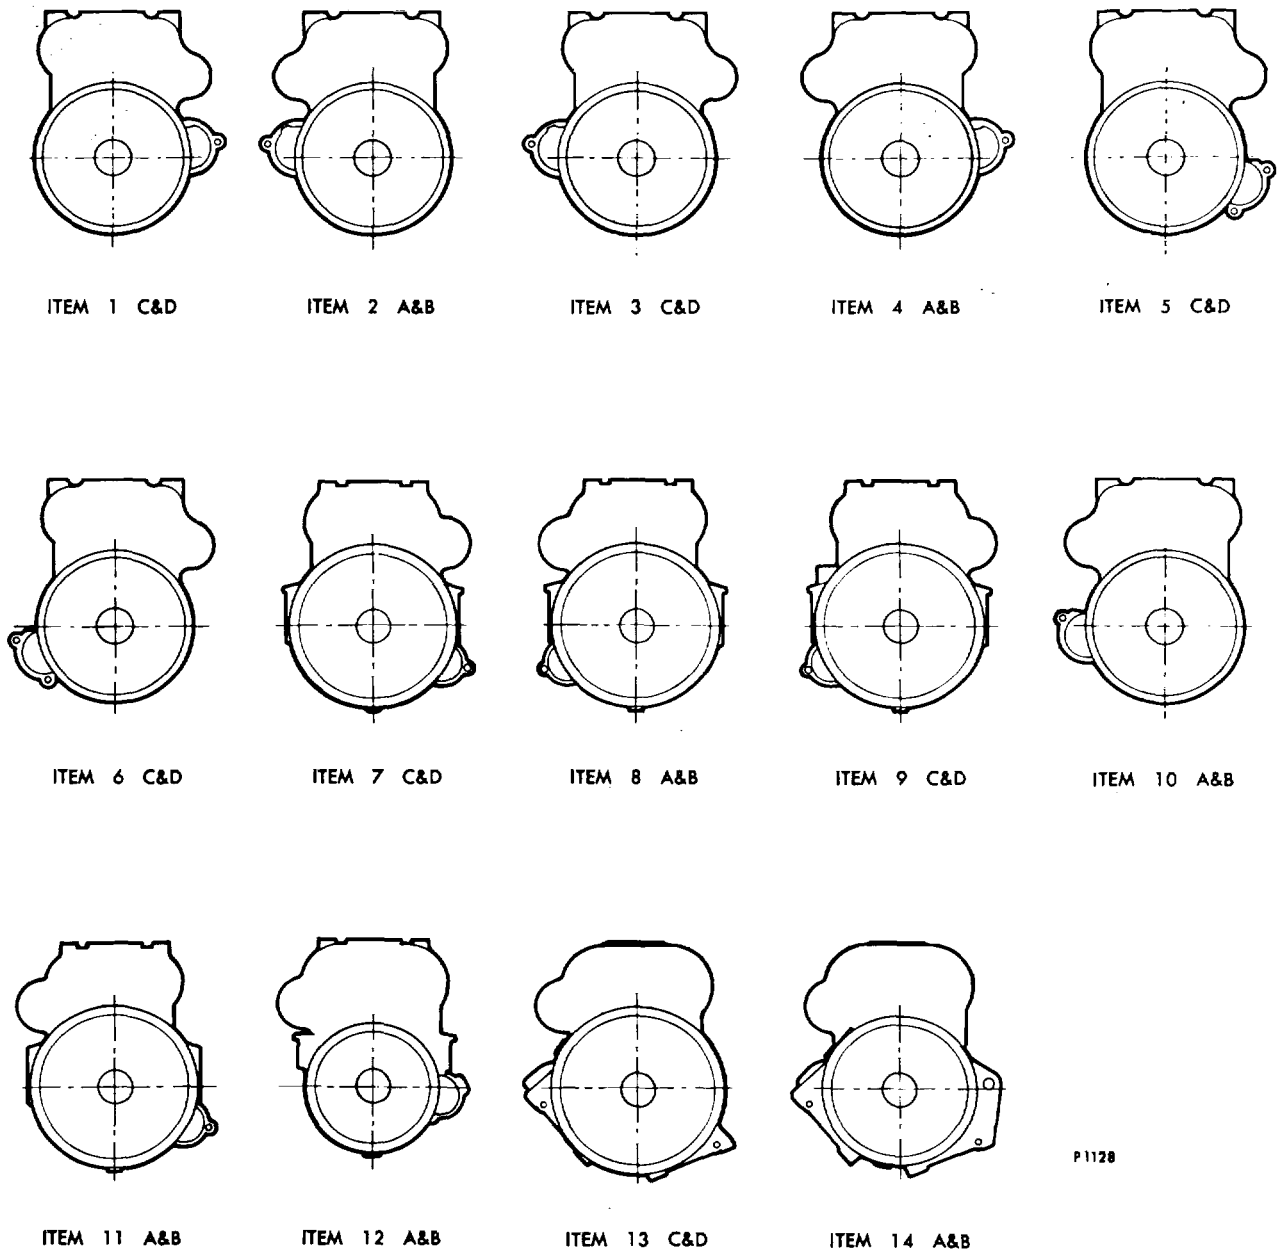 ITEM 1 C&D
ITEM 2 A&B
ITEM 3 C&D
ITEM 4 A&B
ITEM 5 C&D
ITEM 6 C&D
ITEM 7 C&D
ITEM 8 A&B
ITEM 9 C&D
ITEM 10 A&B
P1128
ITEM 11 A&B
ITEM 12 A&B
ITEM 13 C&D
ITEM 14 A&B